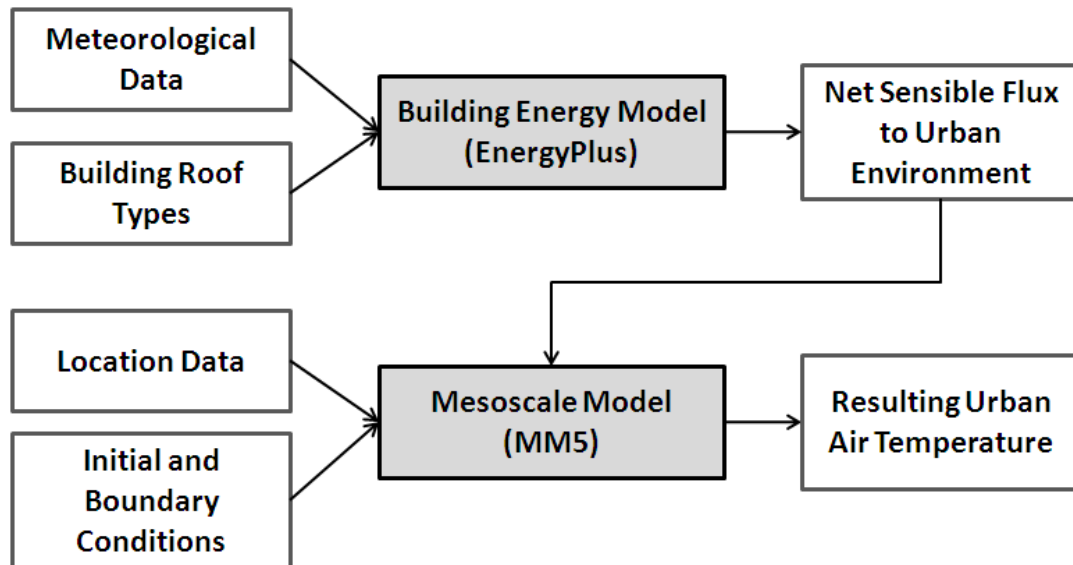 Meteorological
Data
Building Roof
Types
Building Energy Model
(EnergyPlus)
Net Sensible Flux
to Urban
Environment
Location Data
Initial and
Boundary
Conditions
Mesoscale Model
(MM5)
Resulting Urban
Air Temperature